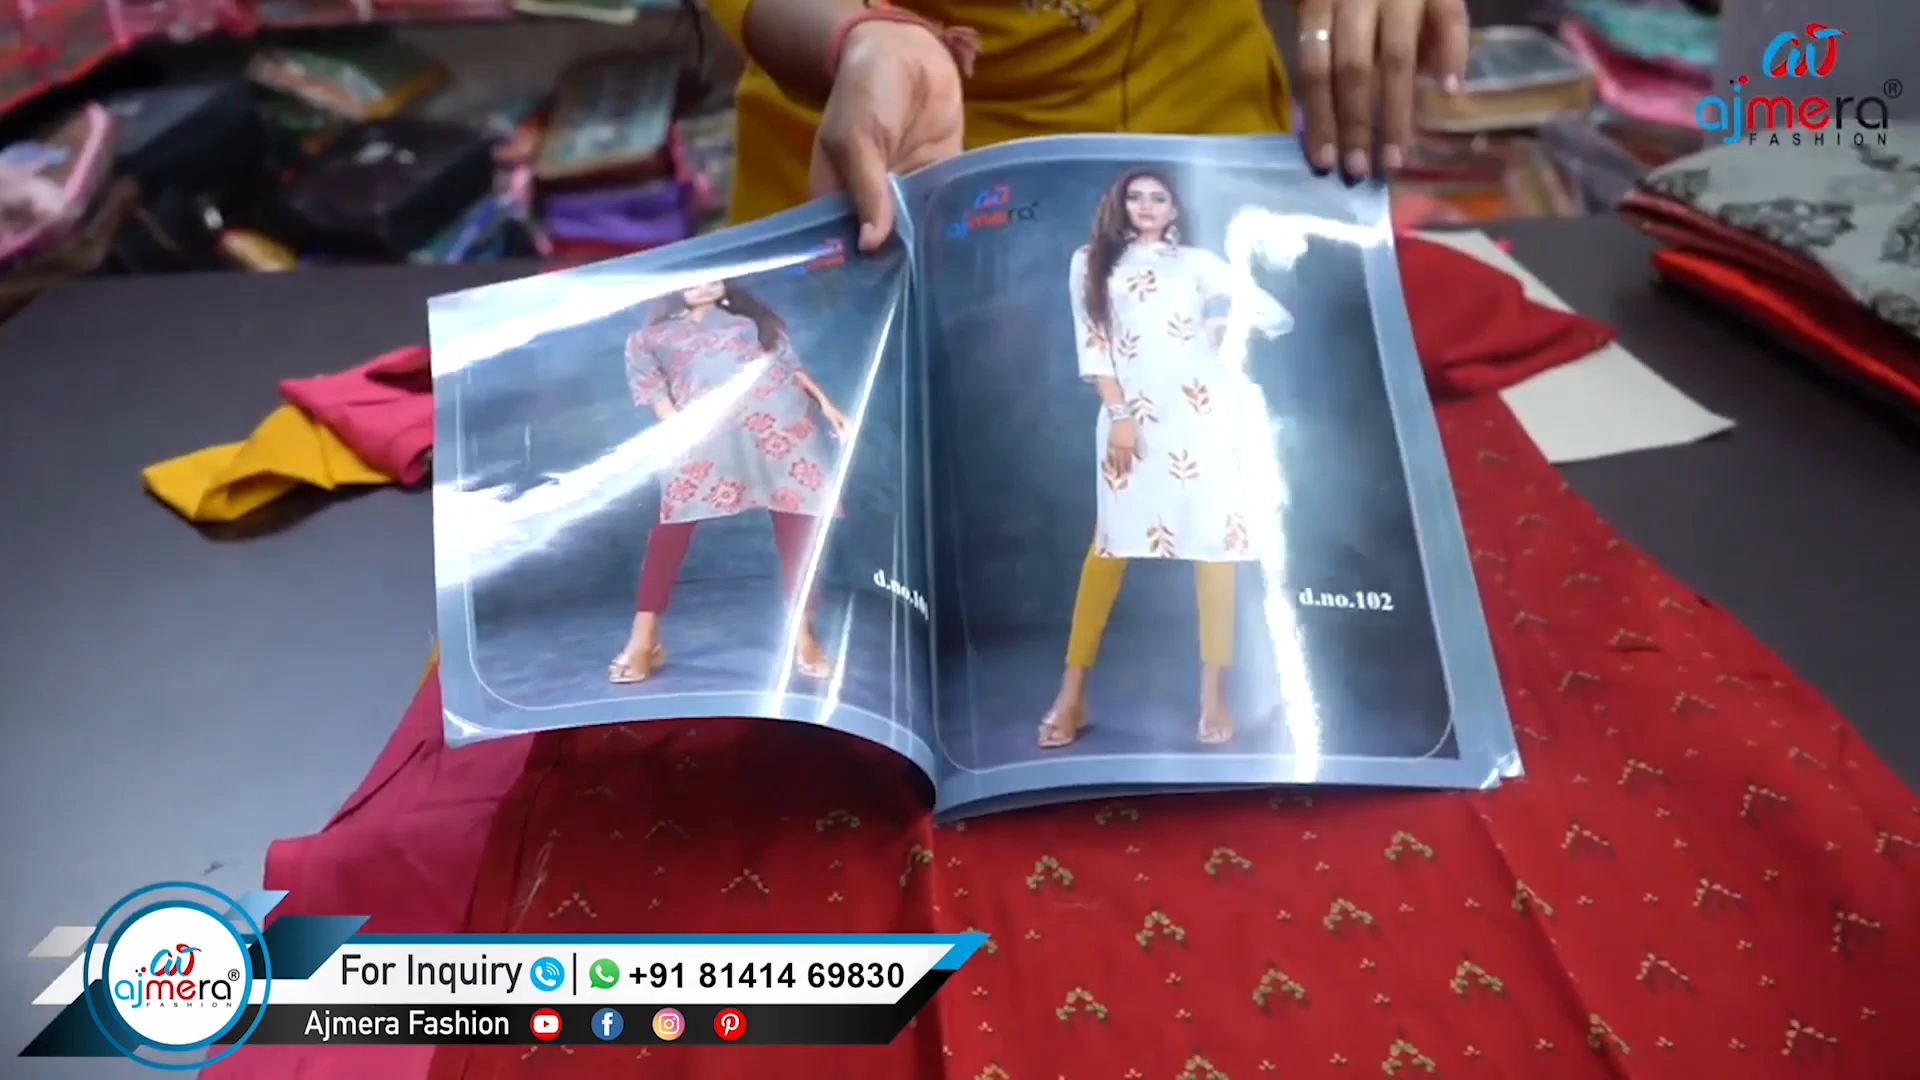 ajmera®
FASHION
ajmera
d.no.102
ajmera®
FASHION
For Inquiry | +91 81414 69830
Ajmera Fashion